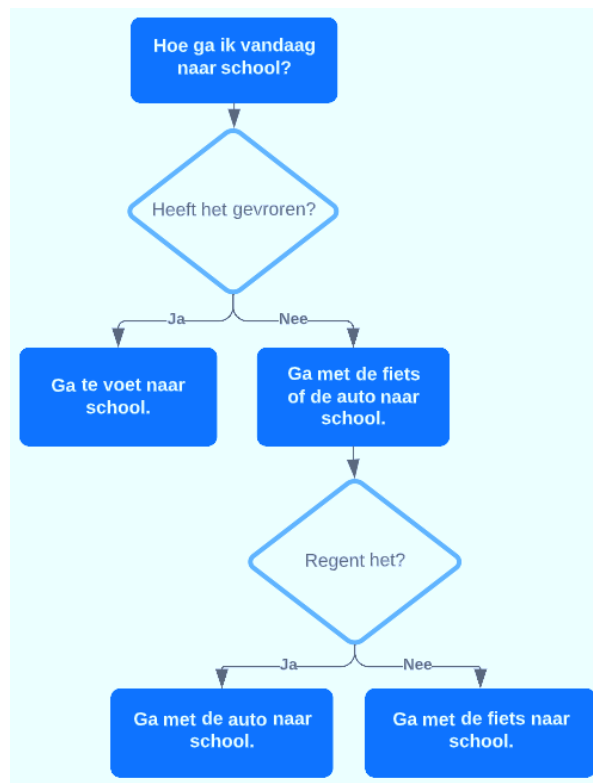 Hoe ga ik vandaag
naar school?
Heeft het gevroren?
Ja
Nee
Ga te voet naar
school.
Ga met de fiets
of de auto naar
school.
Regent het?
Ja
Nee
Ga met de auto naar
school.
Ga met de fiets naar
school.